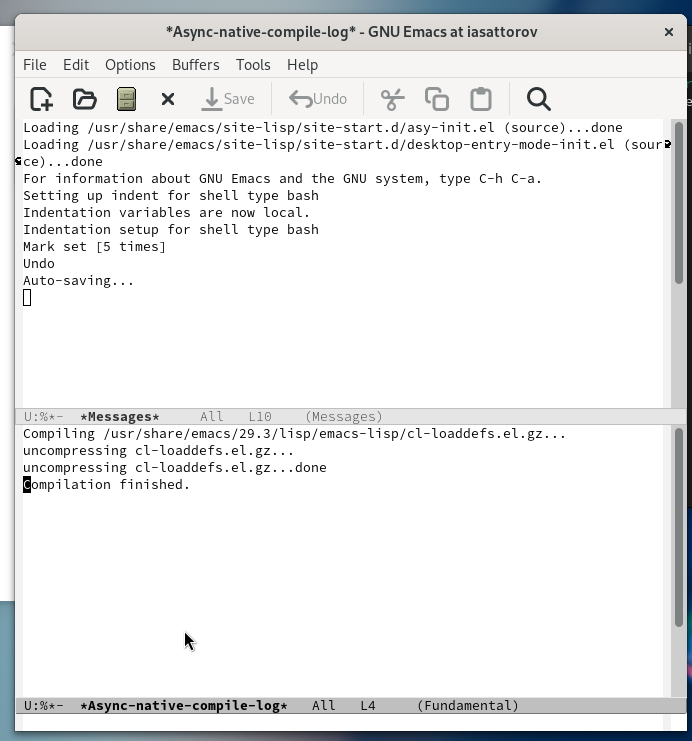 *Async-native-compile-log* - GNU Emacs at iasattorov
File Edit Options Buffers Tools Help
Save Undo
Loading /usr/share/emacs/site-lisp/site-start.d/asy-init.el (source)...done
Loading /usr/share/emacs/site-lisp/site-start.d/desktop-entry-mode-init.el (sour
ce)...done
For information about GNU Emacs and the GNU system, type C-h C-a.
Setting up indent for shell type bash
Indentation variables are now local.
Indentation setup for shell type bash
Mark set [5 times]
Undo
Auto-saving...
U:%*- *Messages* All L10 (Messages)
Compiling /usr/share/emacs/29.3/lisp/emacs-lisp/cl-loaddefs.el.gz...
uncompressing cl-loaddefs.el.gz...
uncompressing cl-loaddefs.el.gz...done
Compilation finished.
U:%*- *Async-native-compile-log* All L4 (Fundamental)